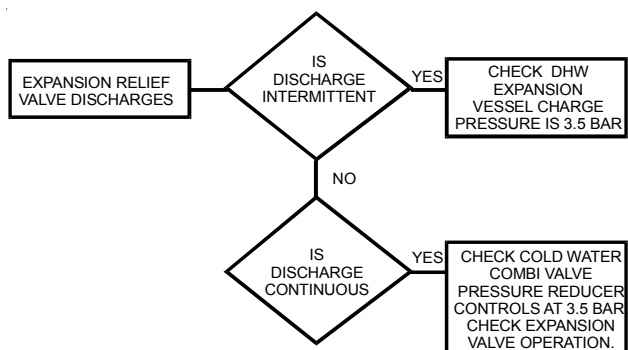 EXPANSION RELIEF
VALVE DISCHARGES
IS
DISCHARGE
INTERMITTENT
YES
CHECK DHW
EXPANSION
VESSEL CHARGE
PRESSURE IS 3.5 BAR
NO
IS
DISCHARGE
CONTINUOUS
YES
CHECK COLD WATER
COMBI VALVE
PRESSURE REDUCER
CONTROLS AT 3.5 BAR
CHECK EXPANSION
VALVE OPERATION.